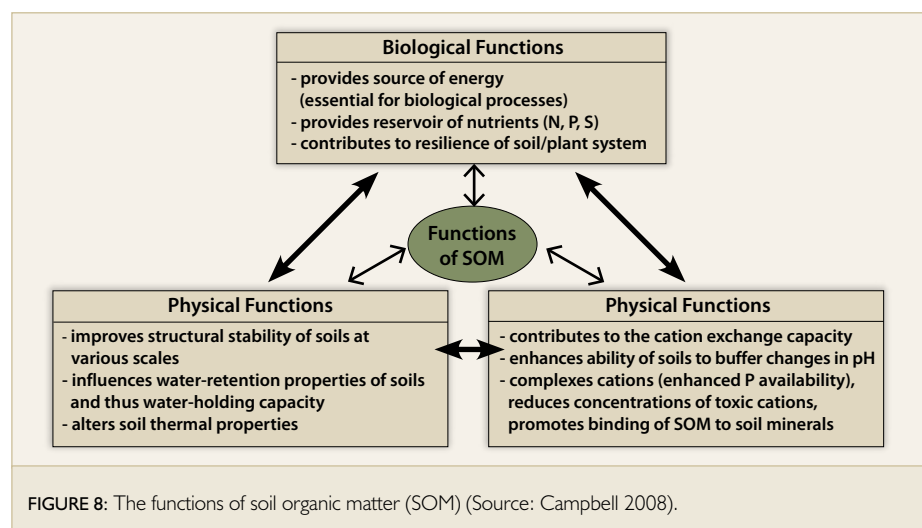 Biological Functions
- provides source of energy
(essential for biological processes)
- provides reservoir of nutrients (N, P, S)
- contributes to resilience of soil/plant system
Functions
of SOM
Physical Functions
- improves structural stability of soils at
various scales
- influences water-retention properties of soils
and thus water-holding capacity
- alters soil thermal properties
Physical Functions
- contributes to the cation exchange capacity
- enhances ability of soils to buffer changes in pH
- complexes cations (enhanced P availability),
reduces concentrations of toxic cations,
promotes binding of SOM to soil minerals
FIGURE 8: The functions of soil organic matter (SOM) (Source: Campbell 2008).